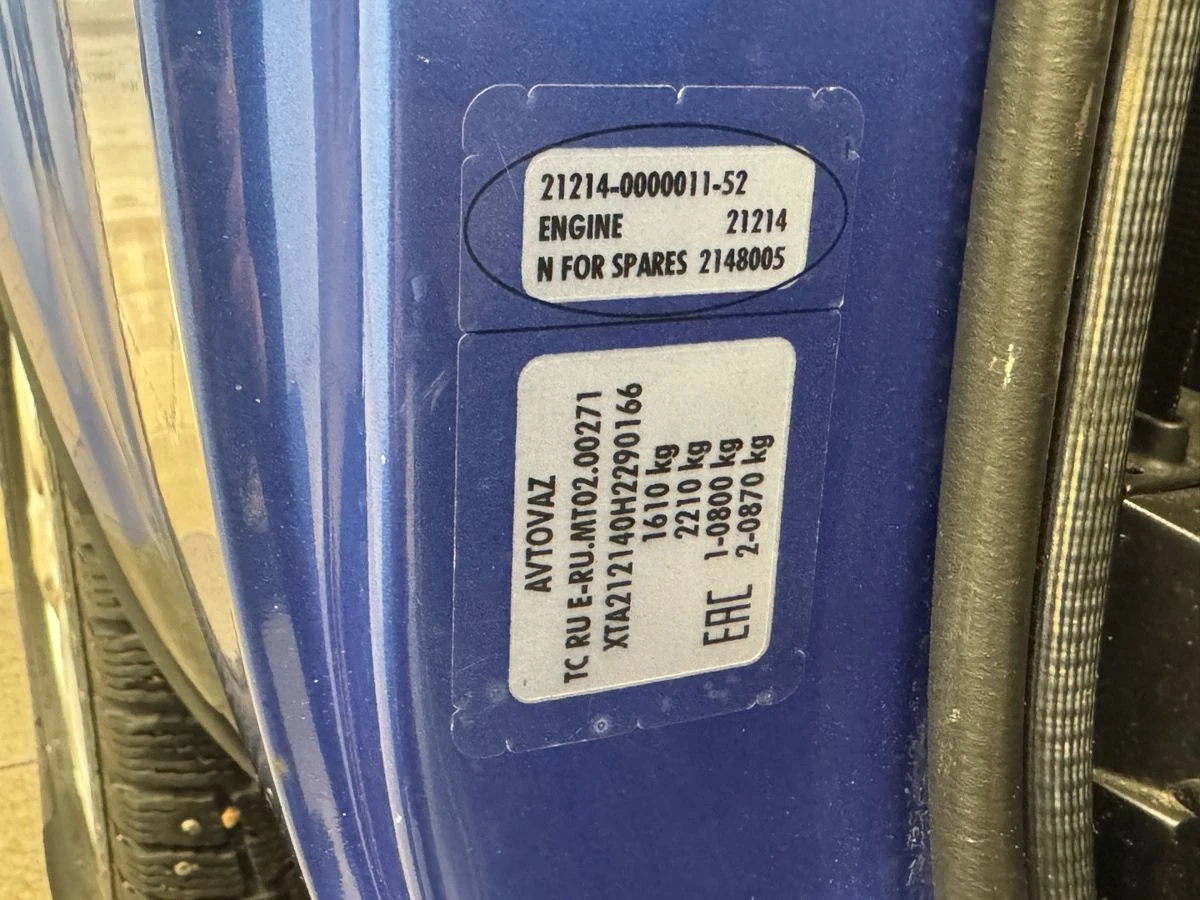 21214-0000011-52
ENGINE 21214
N FOR SPARES 2148005
AVTOVAZ
TC RU E-RU.MT02.00271
XTA212140H2290166
1610 kg
2210 kg
1-0800 kg
EAC 2-0870 kg